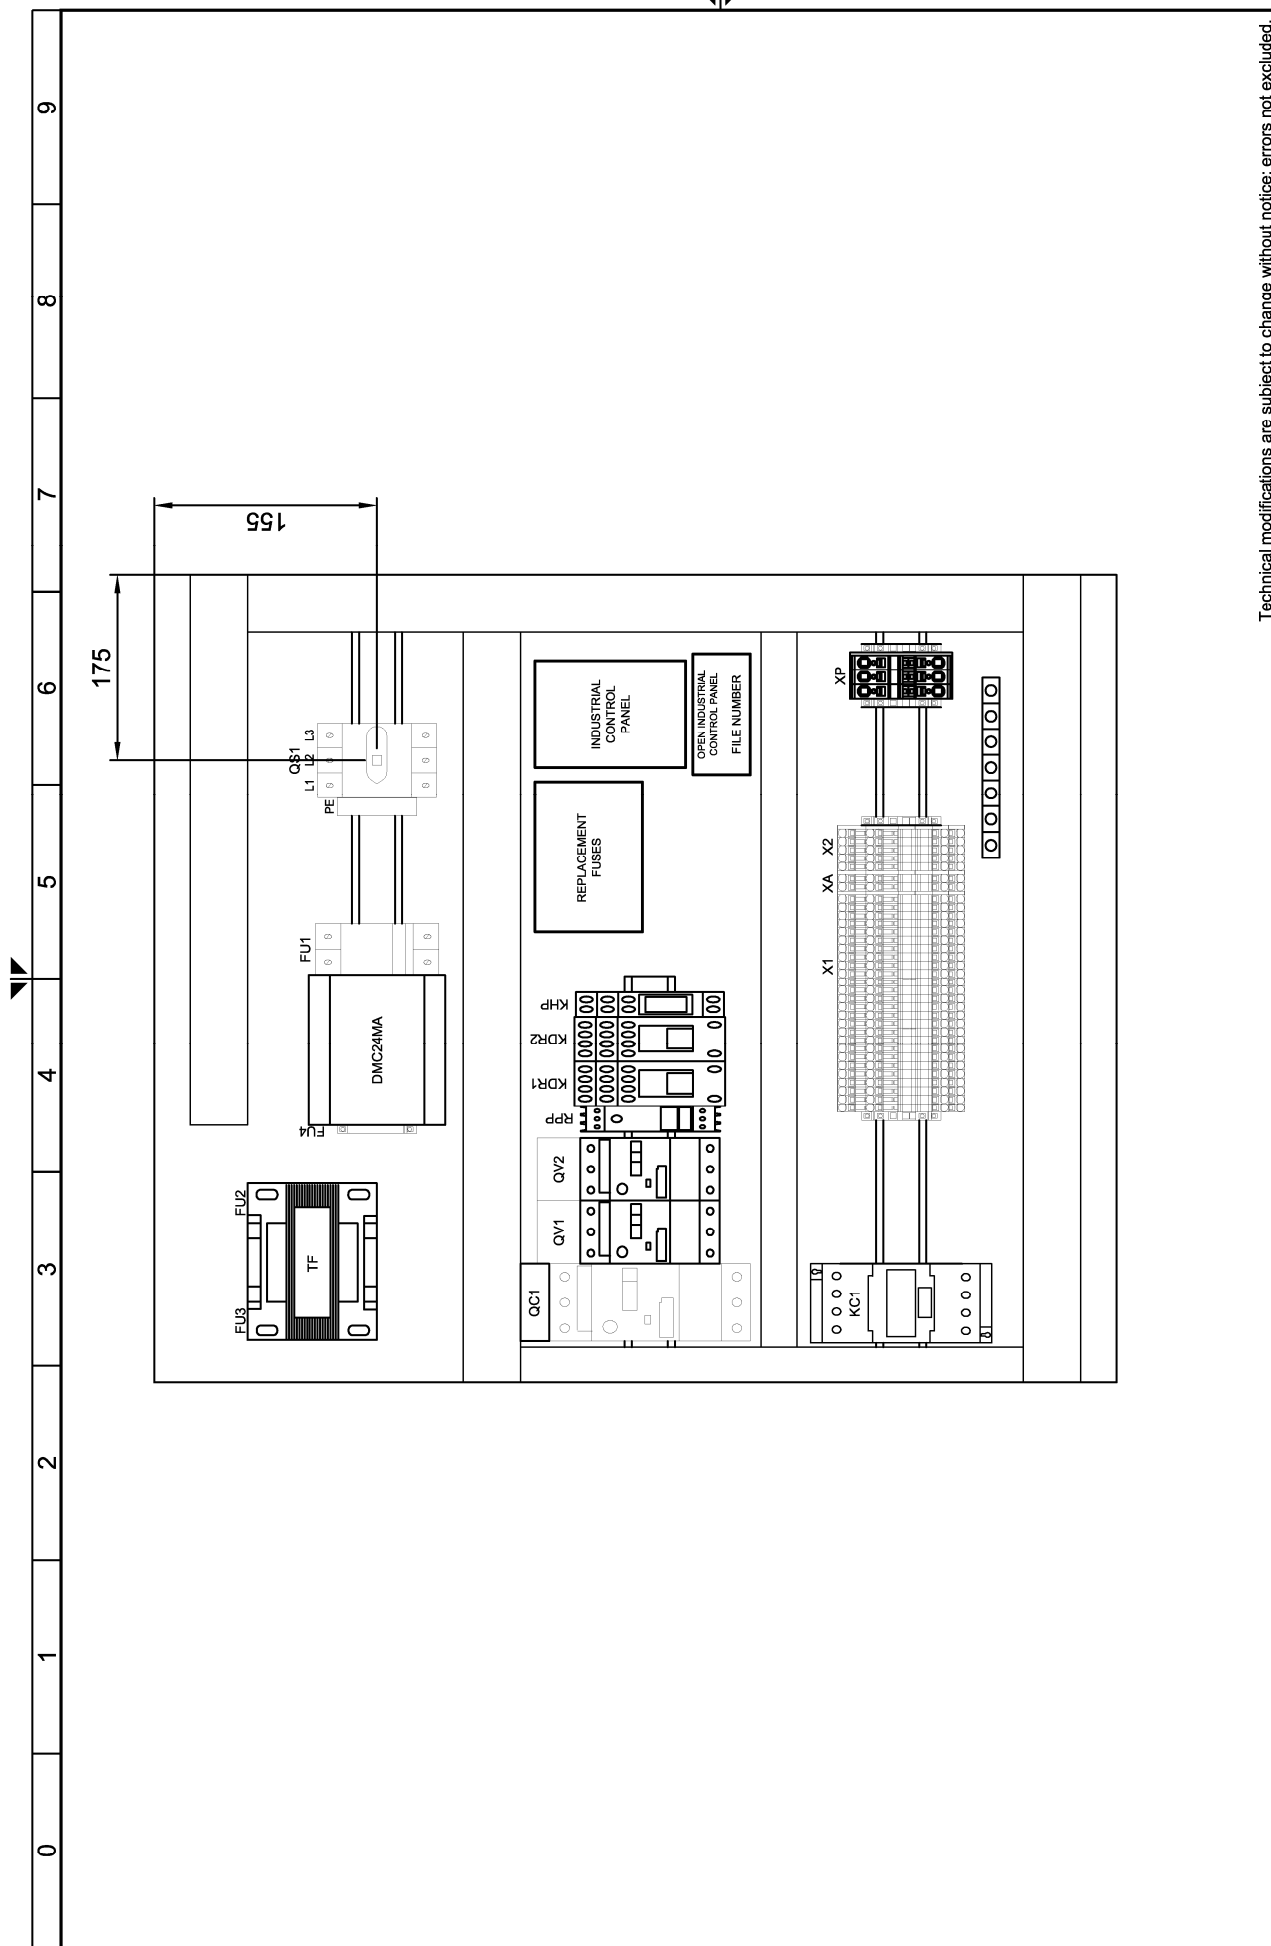 0
1
2
3
4
5
6
7
8
9
175
155
FU3
FU2
TF
FU4
DMC24MA
FU1
PE
L1
L2
L3
QS1
QC1
QV1
QV2
RPP
KDR1
KDR2
KHP
REPLACEMENT
FUSES
INDUSTRIAL
CONTROL
PANEL
OPEN INDUSTRIAL
CONTROL PANEL
FILE NUMBER
KC1
X1
XA
X2
XP
Technical modifications are subject to change without notice; errors not excluded.